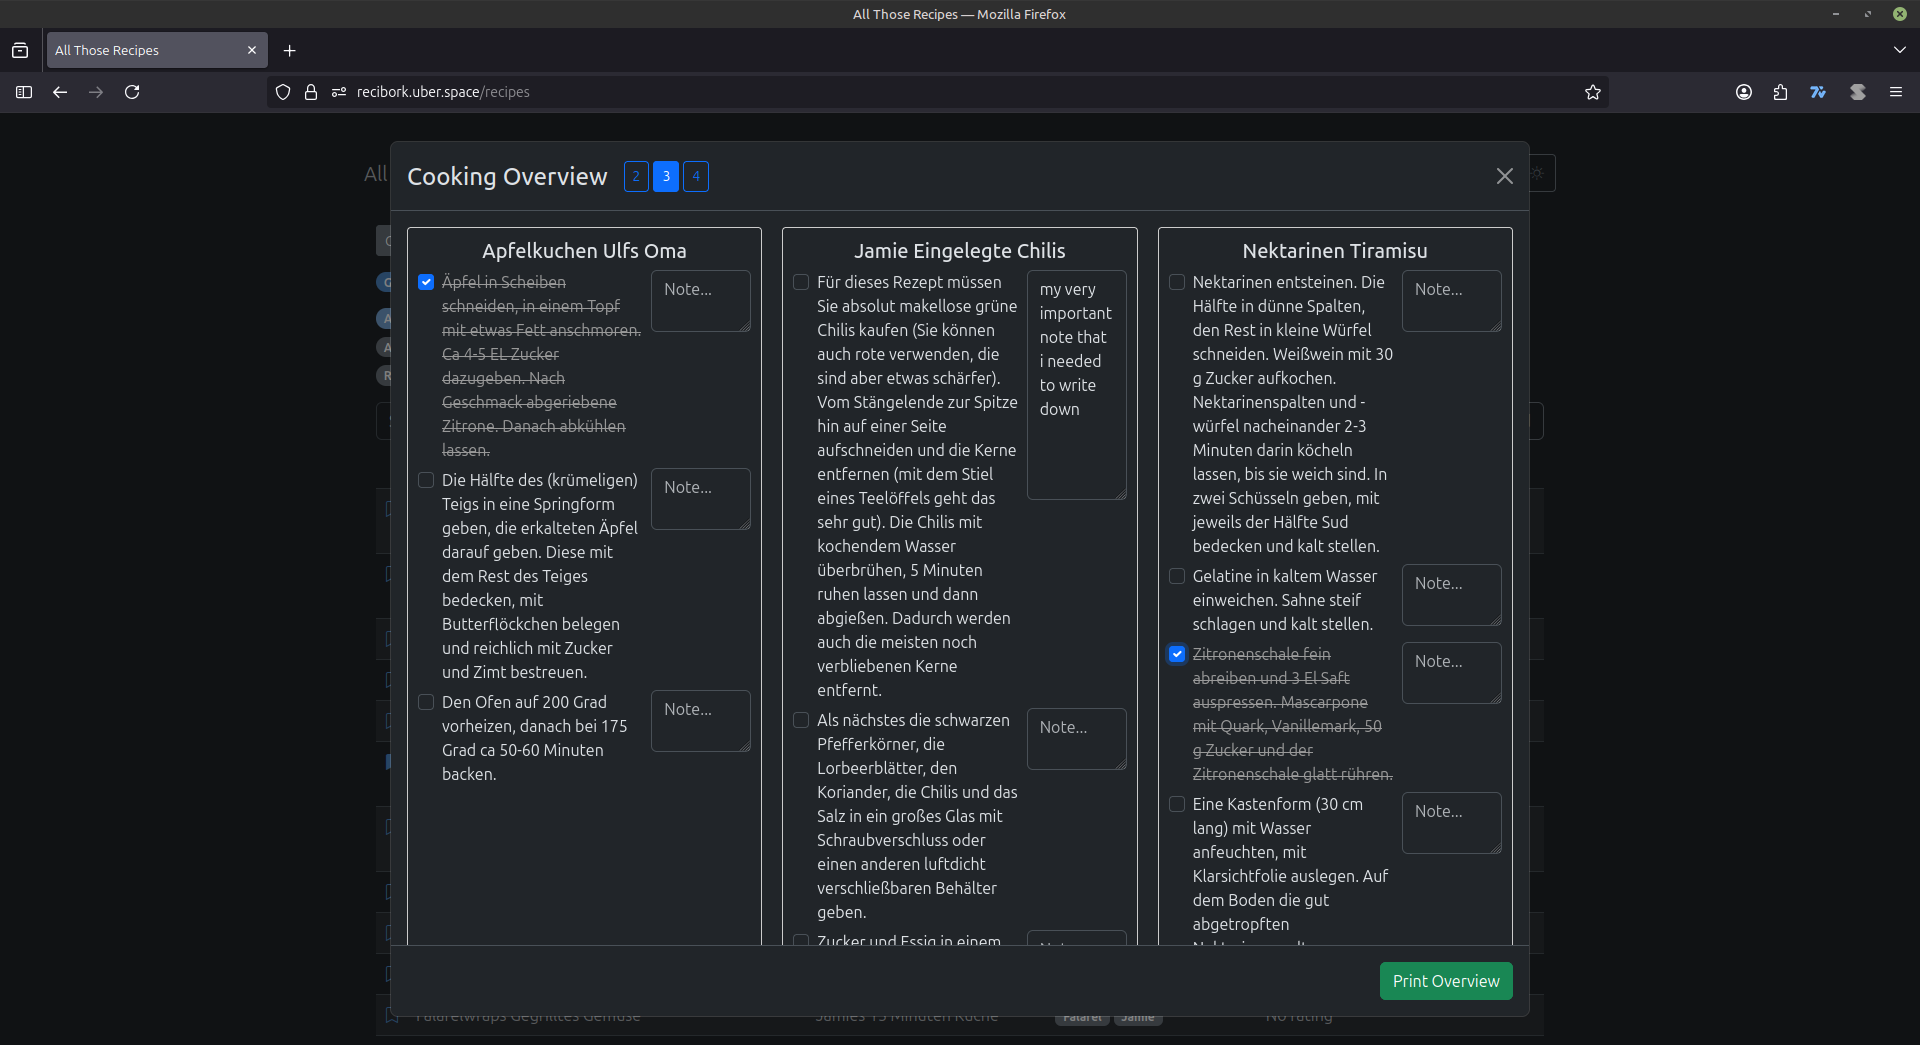 All Those Recipes — Mozilla Firefox
All Those Recipes
recibork.uber.space/recipes
All
Cooking Overview
2
3
4
Apfelkuchen Ulfs Oma
Äpfel in Scheiben
schneiden, in einem Topf
mit etwas Fett anschmoren.
Ca 4-5 EL Zucker
dazugeben. Nach
Geschmack abgeriebene
Zitrone. Danach abkühlen
lassen.
Note...
Die Hälfte des (krümeligen)
Teigs in eine Springform
geben, die erkalteten Äpfel
darauf geben. Diese mit
dem Rest des Teiges
bedecken, mit
Butterflöckchen belegen
und reichlich mit Zucker
und Zimt bestreuen.
Note...
Den Ofen auf 200 Grad
vorheizen, danach bei 175
Grad ca 50-60 Minuten
backen.
Note...
Jamie Eingelegte Chilis
Für dieses Rezept müssen
Sie absolut makellose grüne
Chilis kaufen (Sie können
auch rote verwenden, die
sind aber etwas schärfer).
Vom Stängelende zur Spitze
hin auf einer Seite
aufschneiden und die Kerne
entfernen (mit dem Stiel
eines Teelöffels geht das
sehr gut). Die Chilis mit
kochendem Wasser
überbrühen, 5 Minuten
ruhen lassen und dann
abgießen. Dadurch werden
auch die meisten noch
verbliebenen Kerne
entfernt.
my very
important
note that
i needed
to write
down
Als nächstes die schwarzen
Pfefferkörner, die
Lorbeerblätter, den
Koriander, die Chilis und das
Salz in ein großes Glas mit
Schraubverschluss oder
einen anderen luftdicht
verschließbaren Behälter
geben.
Note...
Zucker und Essig in einem
Nektarinen Tiramisu
Nektarinen entsteinen. Die
Hälfte in dünne Spalten,
den Rest in kleine Würfel
schneiden. Weißwein mit 30
g Zucker aufkochen.
Nektarinenspalten und -
würfel nacheinander 2-3
Minuten darin köcheln
lassen, bis sie weich sind. In
zwei Schüsseln geben, mit
jeweils der Hälfte Sud
bedecken und kalt stellen.
Note...
Gelatine in kaltem Wasser
einweichen. Sahne steif
schlagen und kalt stellen.
Note...
Zitronenschale fein
abreiben und 3 El Saft
auspressen. Mascarpone
mit Quark, Vanillemark, 50
g Zucker und der
Zitronenschale glatt rühren.
Note...
Eine Kastenform (30 cm
lang) mit Wasser
anfeuchten, mit
Klarsichtfolie auslegen. Auf
dem Boden die gut
abgetropften
Note...
Print Overview
Falafelwraps Gegrilltes Gemüse
Jamies 15 Minuten Küche
Falafel
Jamie
No rating